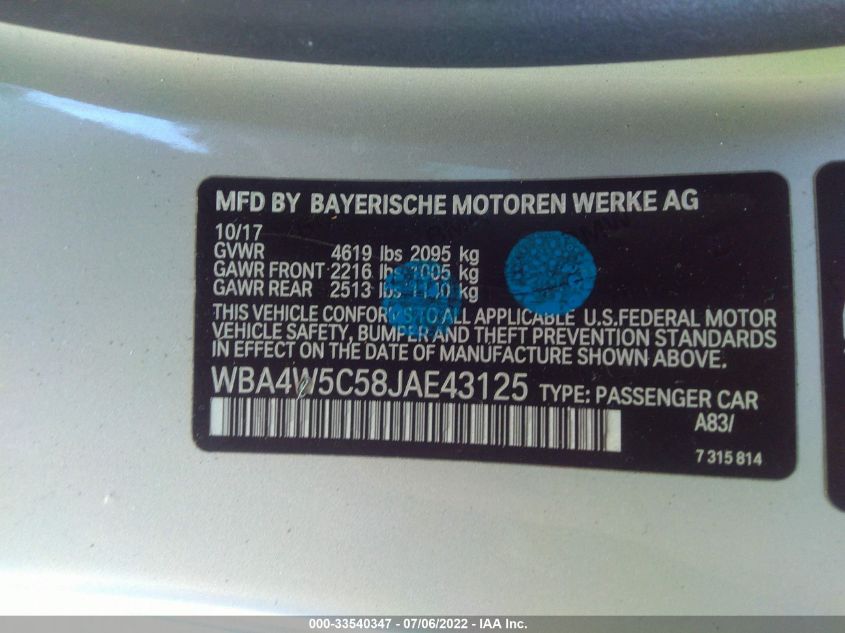 MFD BY BAYERISCHE MOTOREN WERKE AG
10/17
GVWR 4619 lbs 2095 kg
GAWR FRONT 2216 lbs 1005 kg
GAWR REAR 2513 lbs kg
THIS VEHICLE CONFORMS TO ALL APPLICABLE U.S.FEDERAL MOTOR
VEHICLE SAFETY, BUMPER AND THEFT PREVENTION STANDARDS
IN EFFECT ON THE DATE OF MANUFACTURE SHOWN ABOVE.
WBA4W5C58JAE43125 TYPE: PASSENGER CAR
A83/
7 315 814
000-33540347 - 07/06/2022 - IAA Inc.